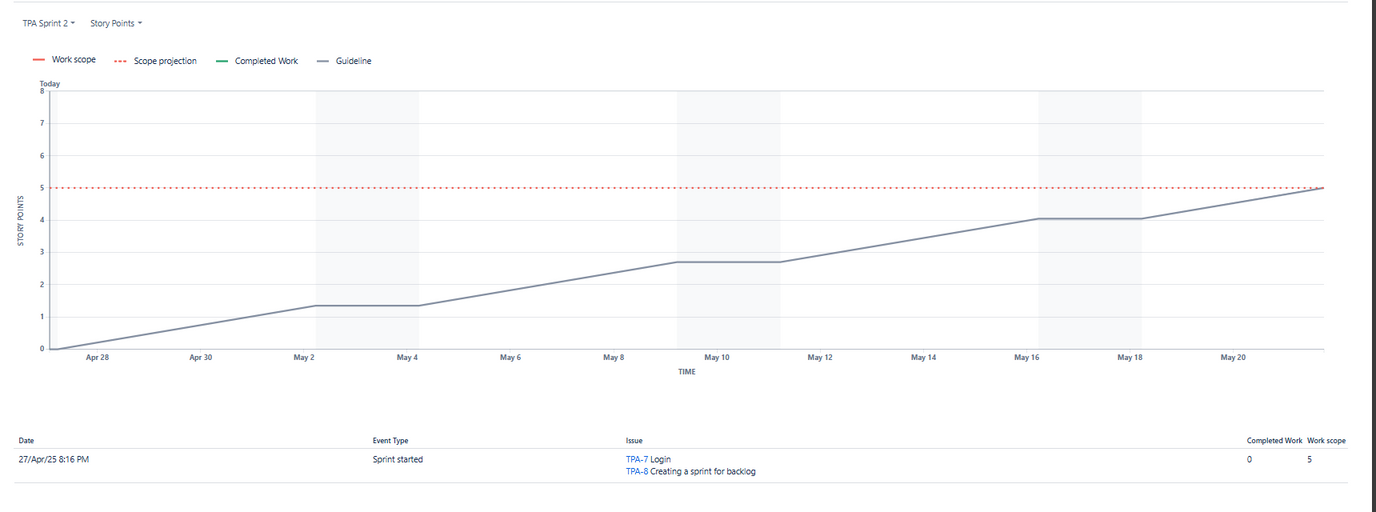 TPA Sprint 2 Story Points
Work scope Scope projection Completed Work Guideline
Today
8
7
6
5
4
3
2
1
0
STORY POINTS
Apr 28 Apr 30 May 2 May 4 May 6 May 8 May 10 May 12 May 14 May 16 May 18 May 20
TIME
Date Event Type Issue Completed Work Work scope
27/Apr/25 8:16 PM Sprint started TPA-7 Login 0 5
TPA-8 Creating a sprint for backlog